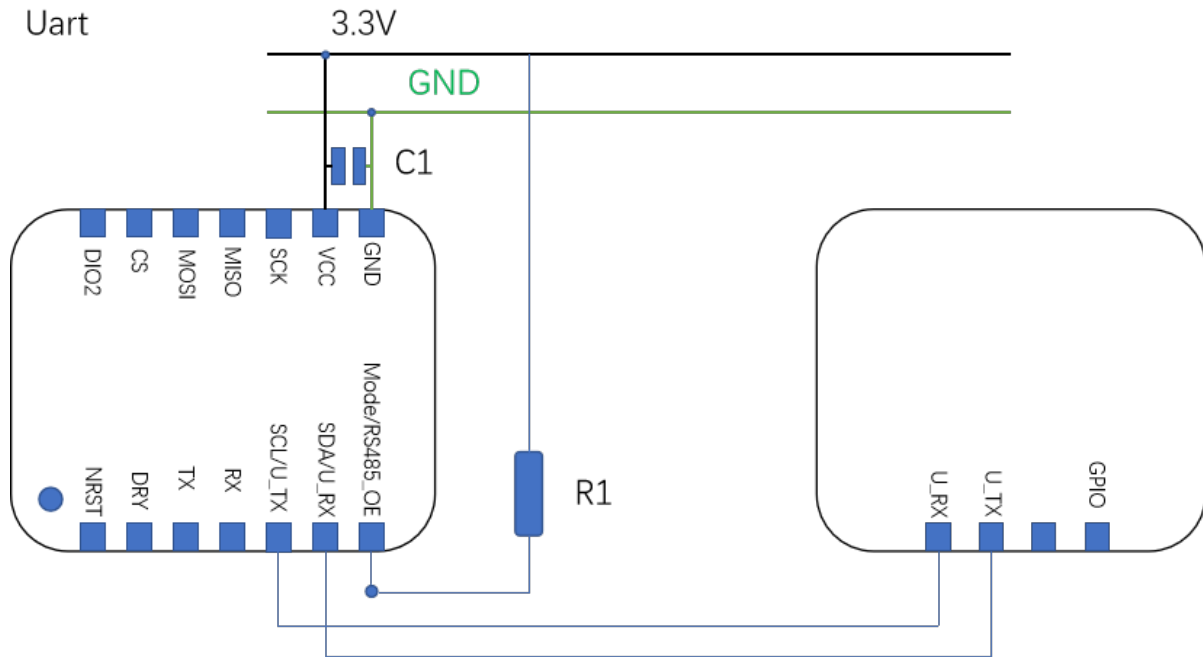 Uart
3.3V
GND
C1
DIO2
CS
MOSI
MISO
SCK
VCC
GND
NRST
DRY
TX
RX
SCL/U_TX
SDA/U_RX
Mode/RS485_OE
R1
U_RX
U_TX
GPIO